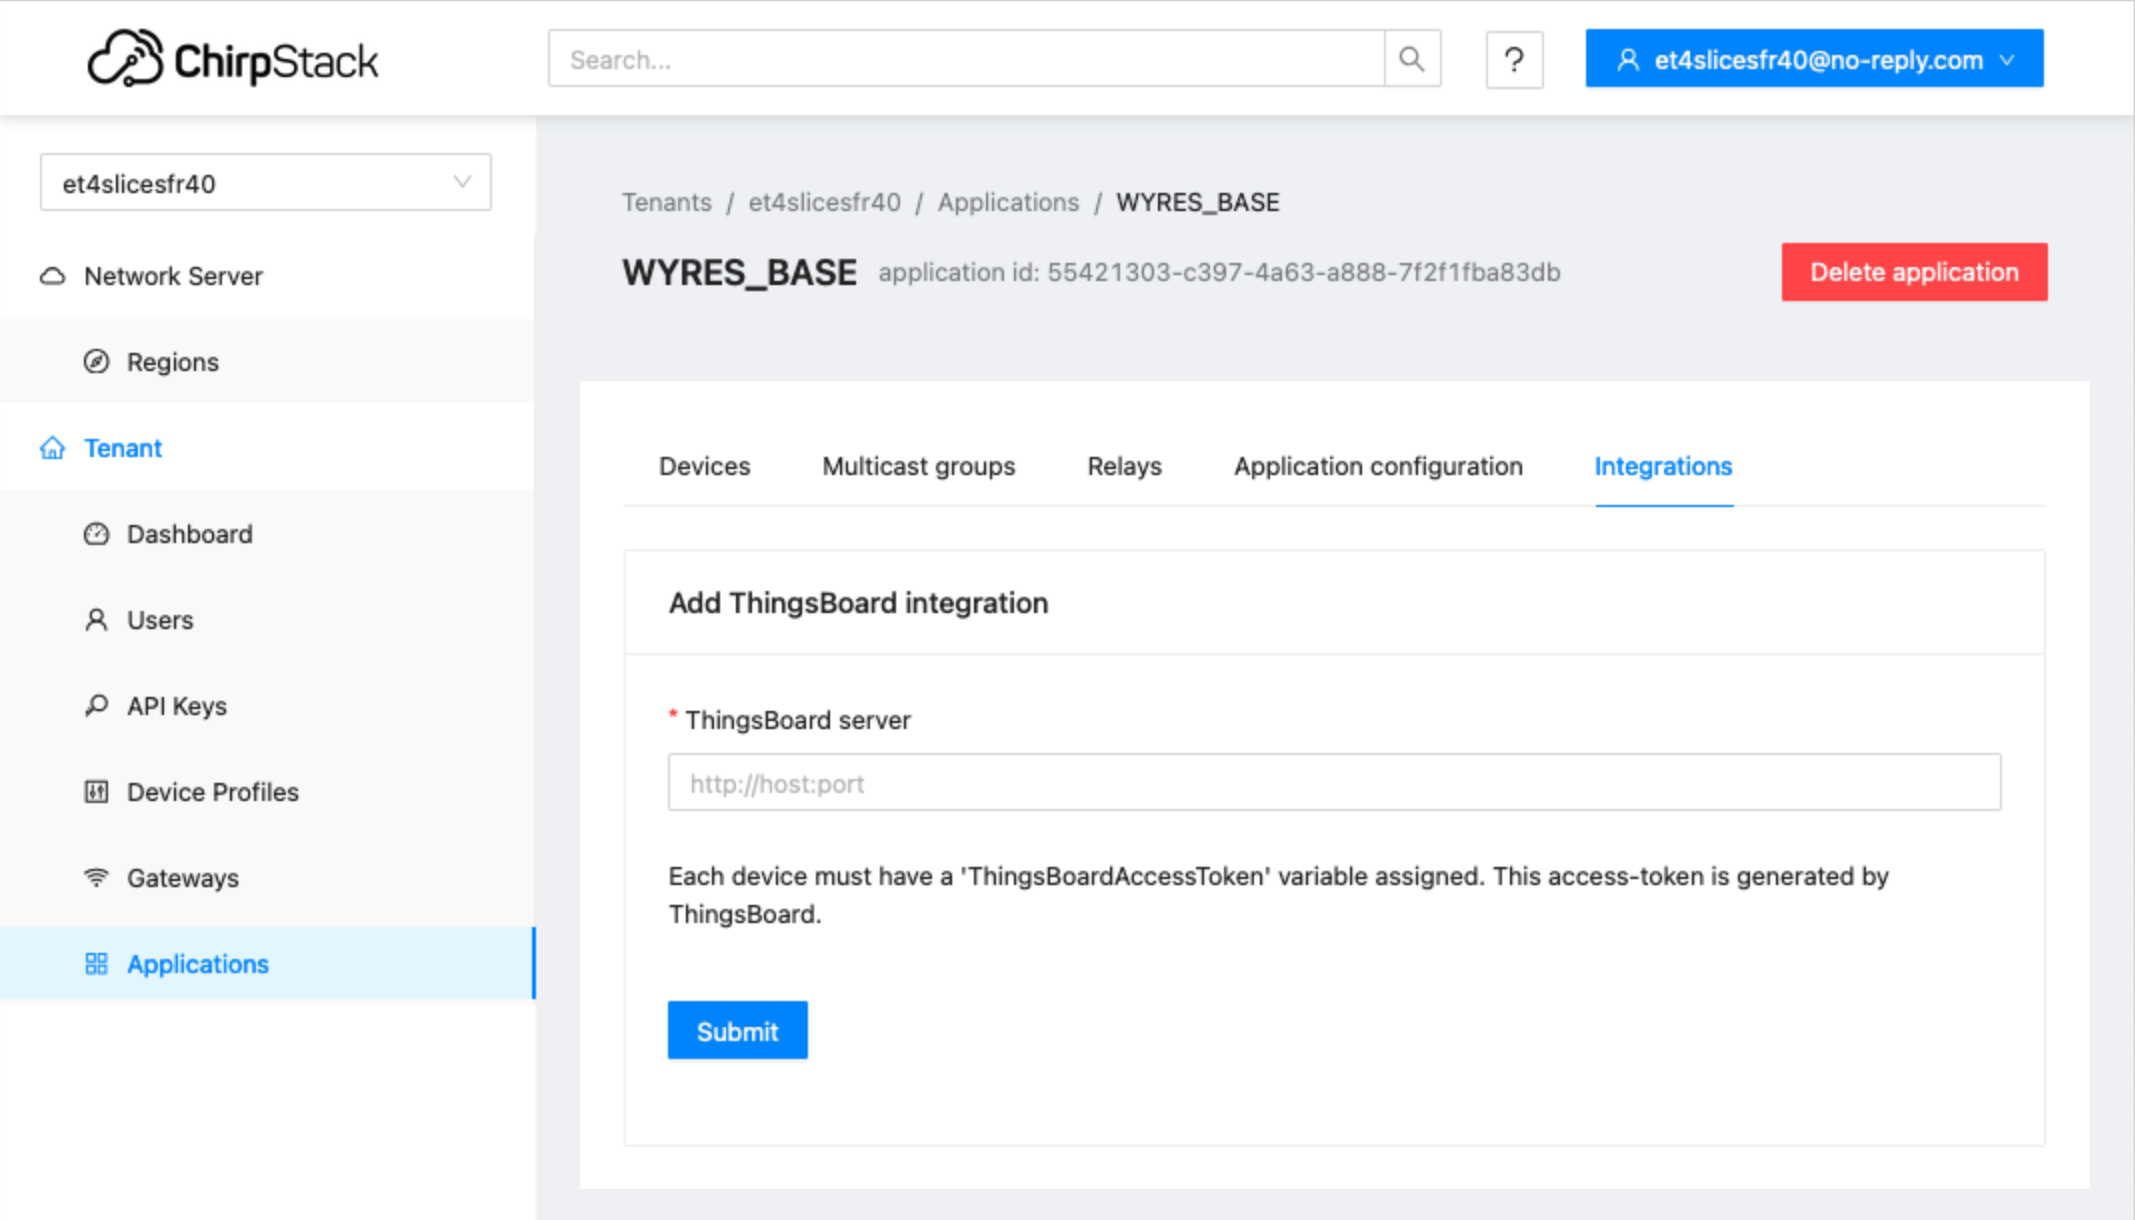 ChirpStack
Search...
?
et4slicesfr40@no-reply.com
et4slicesfr40
Network Server
Regions
Tenant
Dashboard
Users
API Keys
Device Profiles
Gateways
Applications
Tenants / et4slicesfr40 / Applications / WYRES_BASE
WYRES_BASE application id: 55421303-c397-4a63-a888-7f2f1fba83db
Delete application
Devices Multicast groups Relays Application configuration Integrations
Add ThingsBoard integration
* ThingsBoard server
http://host:port
Each device must have a 'ThingsBoardAccessToken' variable assigned. This access-token is generated by
ThingsBoard.
Submit